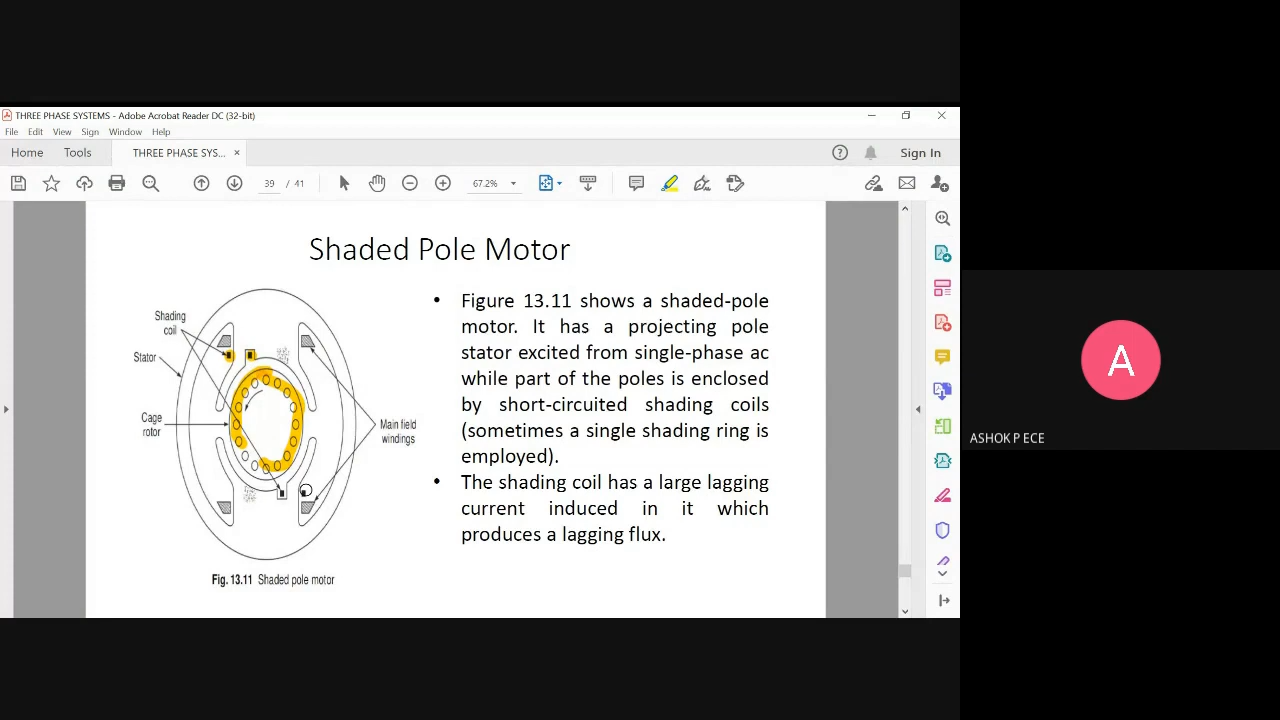 THREE PHASE SYSTEMS - Adobe Acrobat Reader DC (32-bit)
File Edit View Sign Window Help
Home Tools THREE PHASE SYS... × Sign In
39 / 41 67.2%
Shaded Pole Motor
Shading
coil
Stator
Cage
rotor
Main field
windings
Fig. 13.11 Shaded pole motor
• Figure 13.11 shows a shaded-pole
motor. It has a projecting pole
stator excited from single-phase ac
while part of the poles is enclosed
by short-circuited shading coils
(sometimes a single shading ring is
employed).
• The shading coil has a large lagging
current induced in it which
produces a lagging flux.
A
ASHOK P ECE